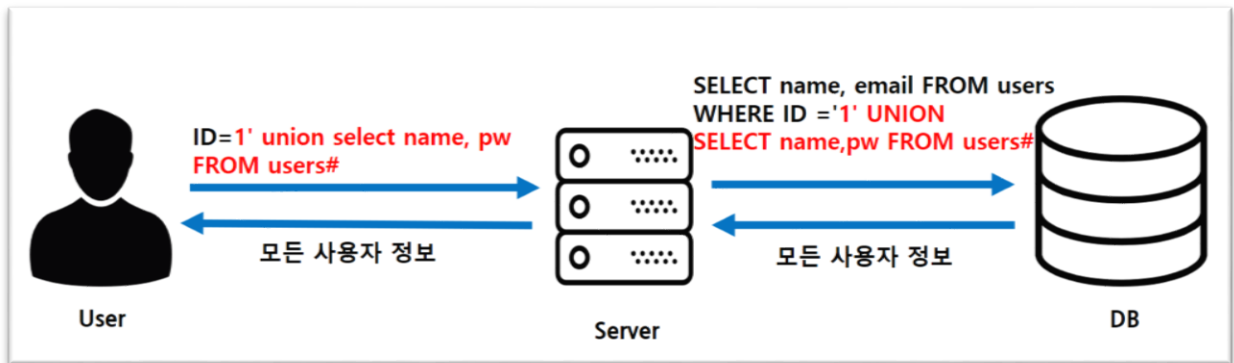 ID=1' union select name, pw
FROM users#
SELECT name, email FROM users
WHERE ID ='1' UNION
SELECT name,pw FROM users#
모든 사용자 정보
모든 사용자 정보
User
Server
DB